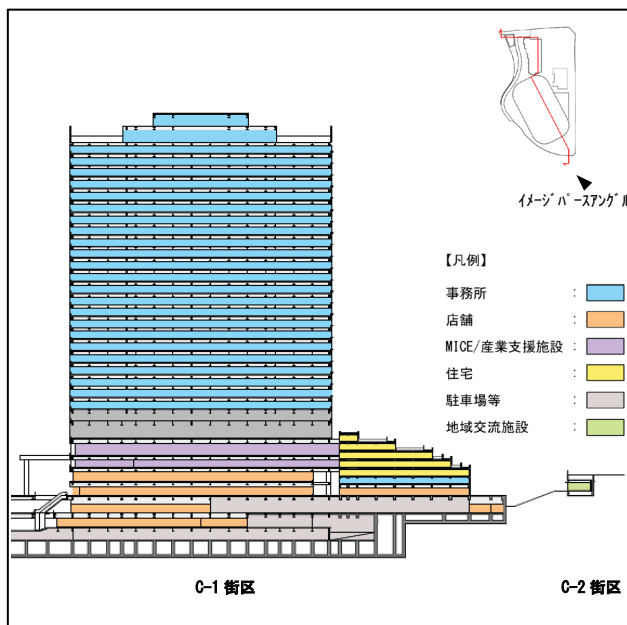 イメージパースアングル
【凡例】
事務所 :
店舗 :
MICE/産業支援施設 :
住宅 :
駐車場等 :
地域交流施設 :
C-1 街区
C-2 街区